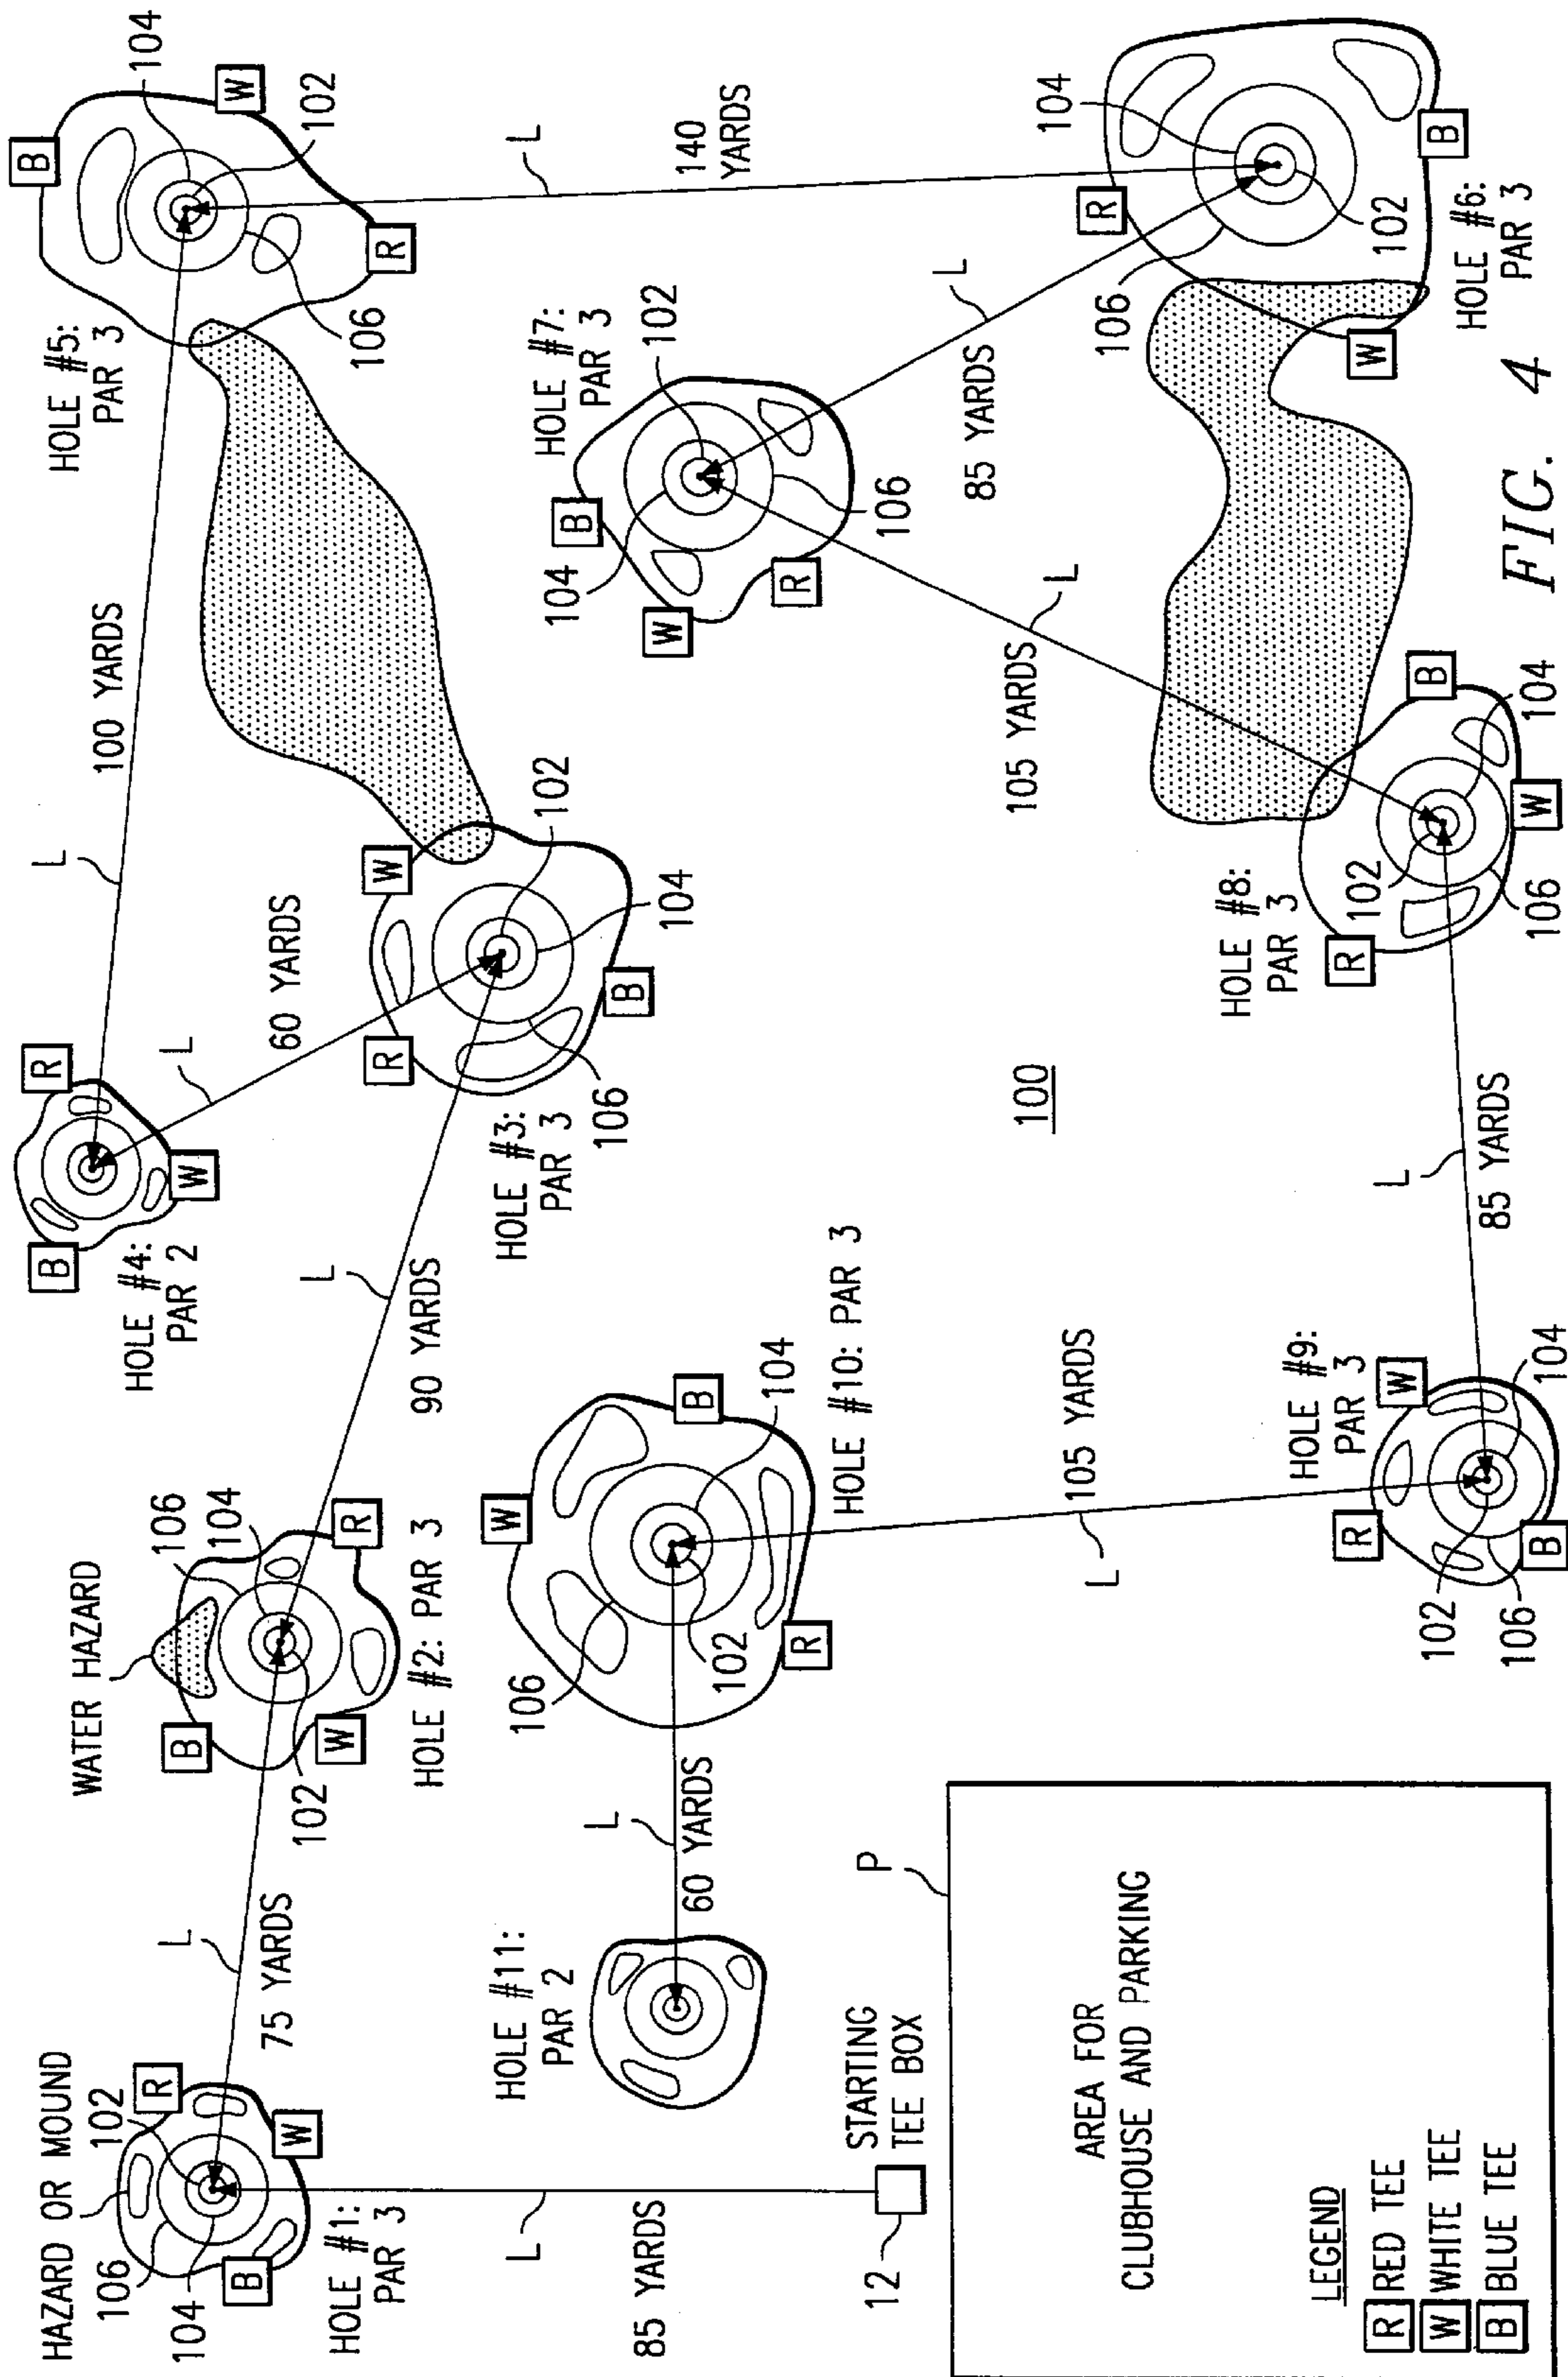 HAZARD OR MOUND
106
102
R
104
B
W
HOLE #1:
PAR 3
L
85 YARDS
12
STARTING
TEE BOX
L
75 YARDS
WATER HAZARD
106
104
B
W
R
102
HOLE #2: PAR 3
L
90 YARDS
R
W
B
102
104
106
HOLE #3:
PAR 3
L
60 YARDS
B
R
W
HOLE #4:
PAR 2
L
100 YARDS
HOLE #5:
PAR 3
B
W
R
104
102
106
L
140
YARDS
104
R
106
102
B
W
HOLE #6:
PAR 3
L
85 YARDS
HOLE #7:
PAR 3
102
B
104
W
R
106
L
105 YARDS
HOLE #8:
PAR 3
B
104
W
102
R
106
L
85 YARDS
HOLE #9:
PAR 3
W
104
R
B
102
106
L
105 YARDS
HOLE #10: PAR 3
104
B
W
106
102
R
L
60 YARDS
HOLE #11:
PAR 2
100
P
AREA FOR
CLUBHOUSE AND PARKING
LEGEND
R RED TEE
W WHITE TEE
B BLUE TEE
FIG. 4